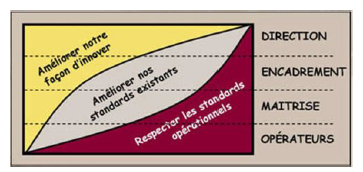 Améliorer notre
façon d'innover
Améliorer nos
standards existants
Respecter les standards
opérationnels
DIRECTION
ENCADREMENT
MAITRISE
OPÉRATEURS